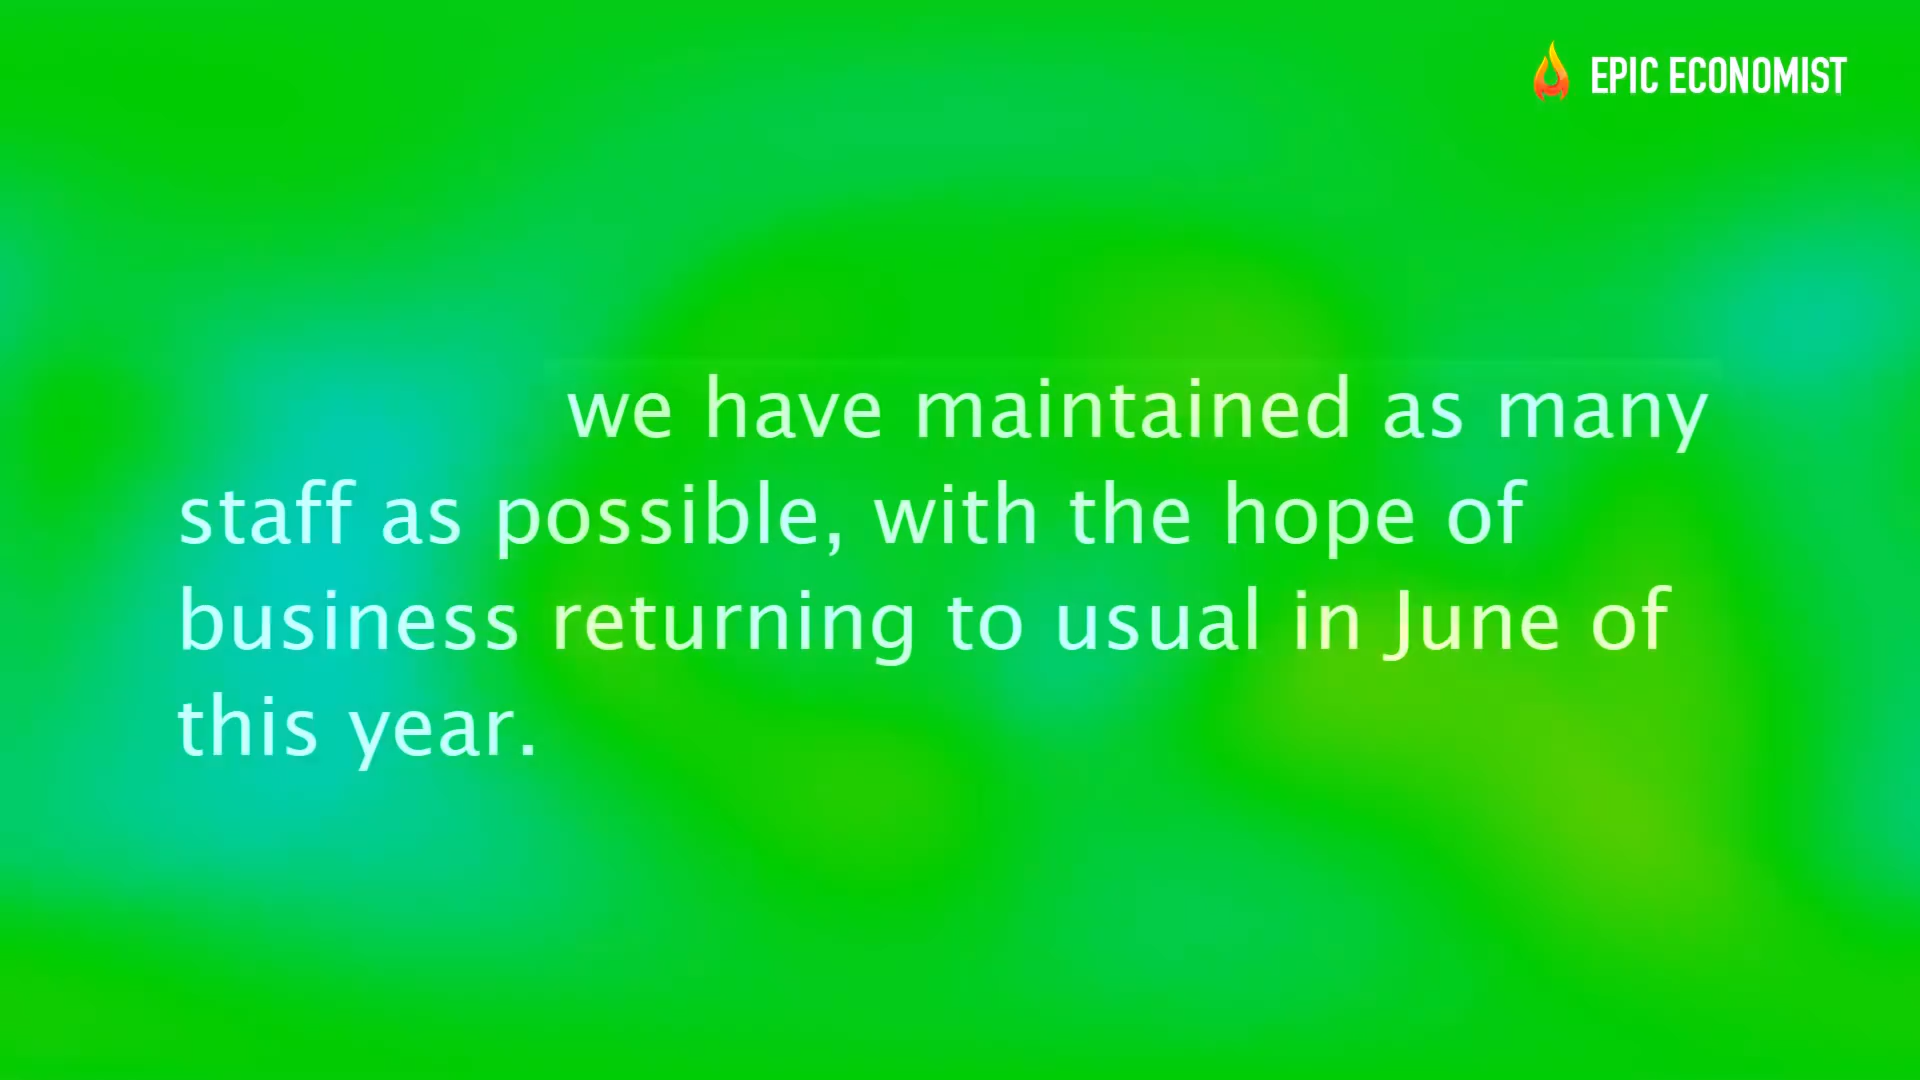 EPIC ECONOMIST
we have maintained as many
staff as possible, with the hope of
business returning to usual in June of
this year.